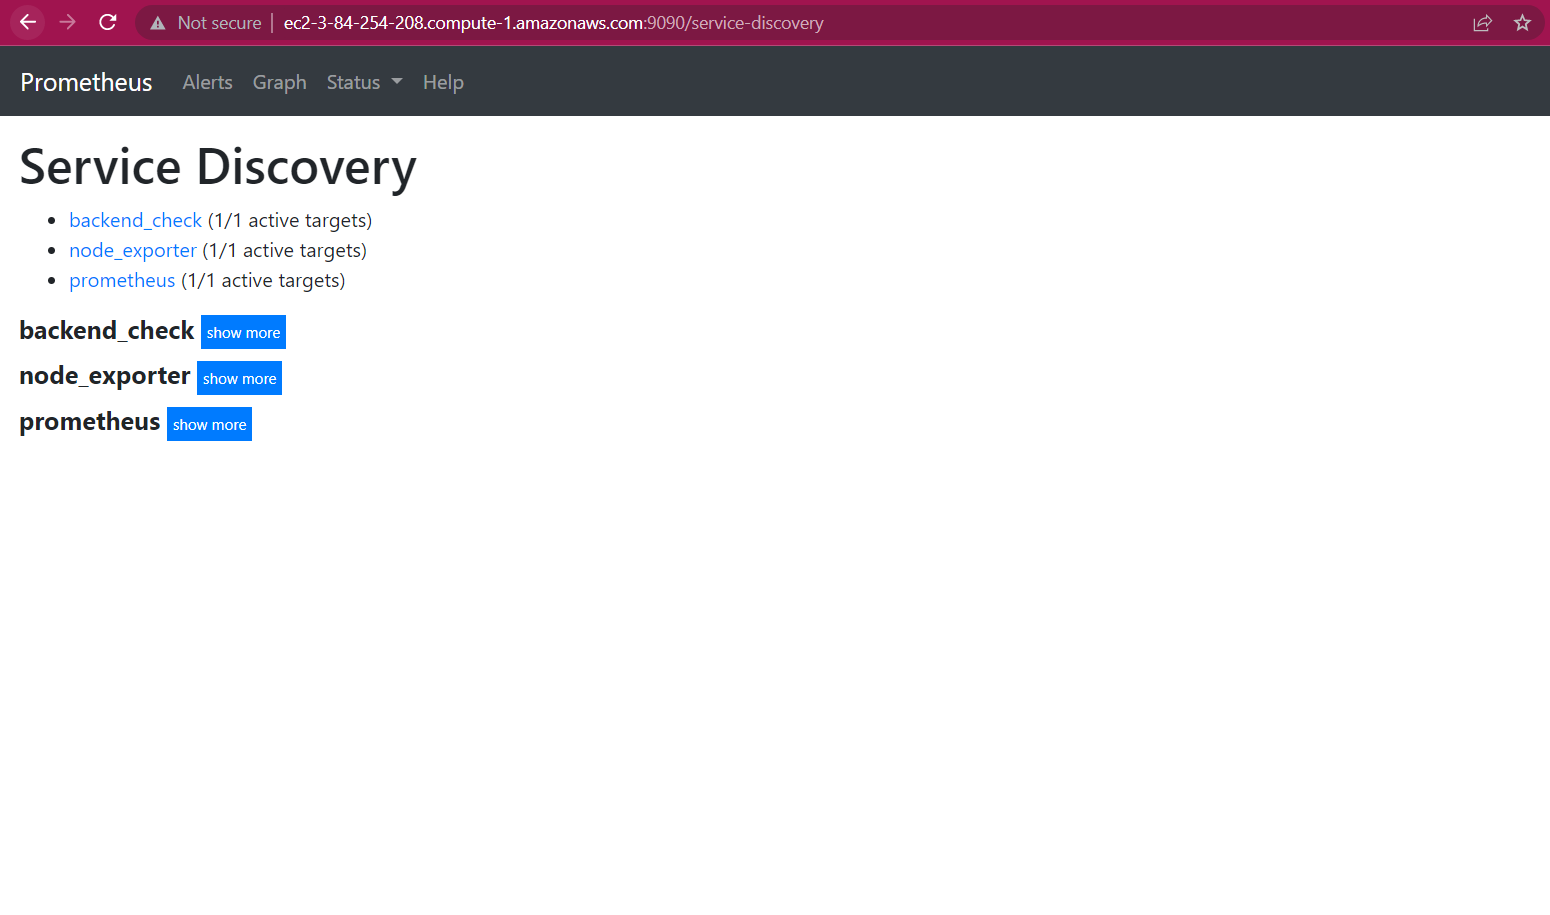 Not secure | ec2-3-84-254-208.compute-1.amazonaws.com:9090/service-discovery
Prometheus Alerts Graph Status Help
Service Discovery
backend_check (1/1 active targets)
node_exporter (1/1 active targets)
prometheus (1/1 active targets)
backend_check show more
node_exporter show more
prometheus show more